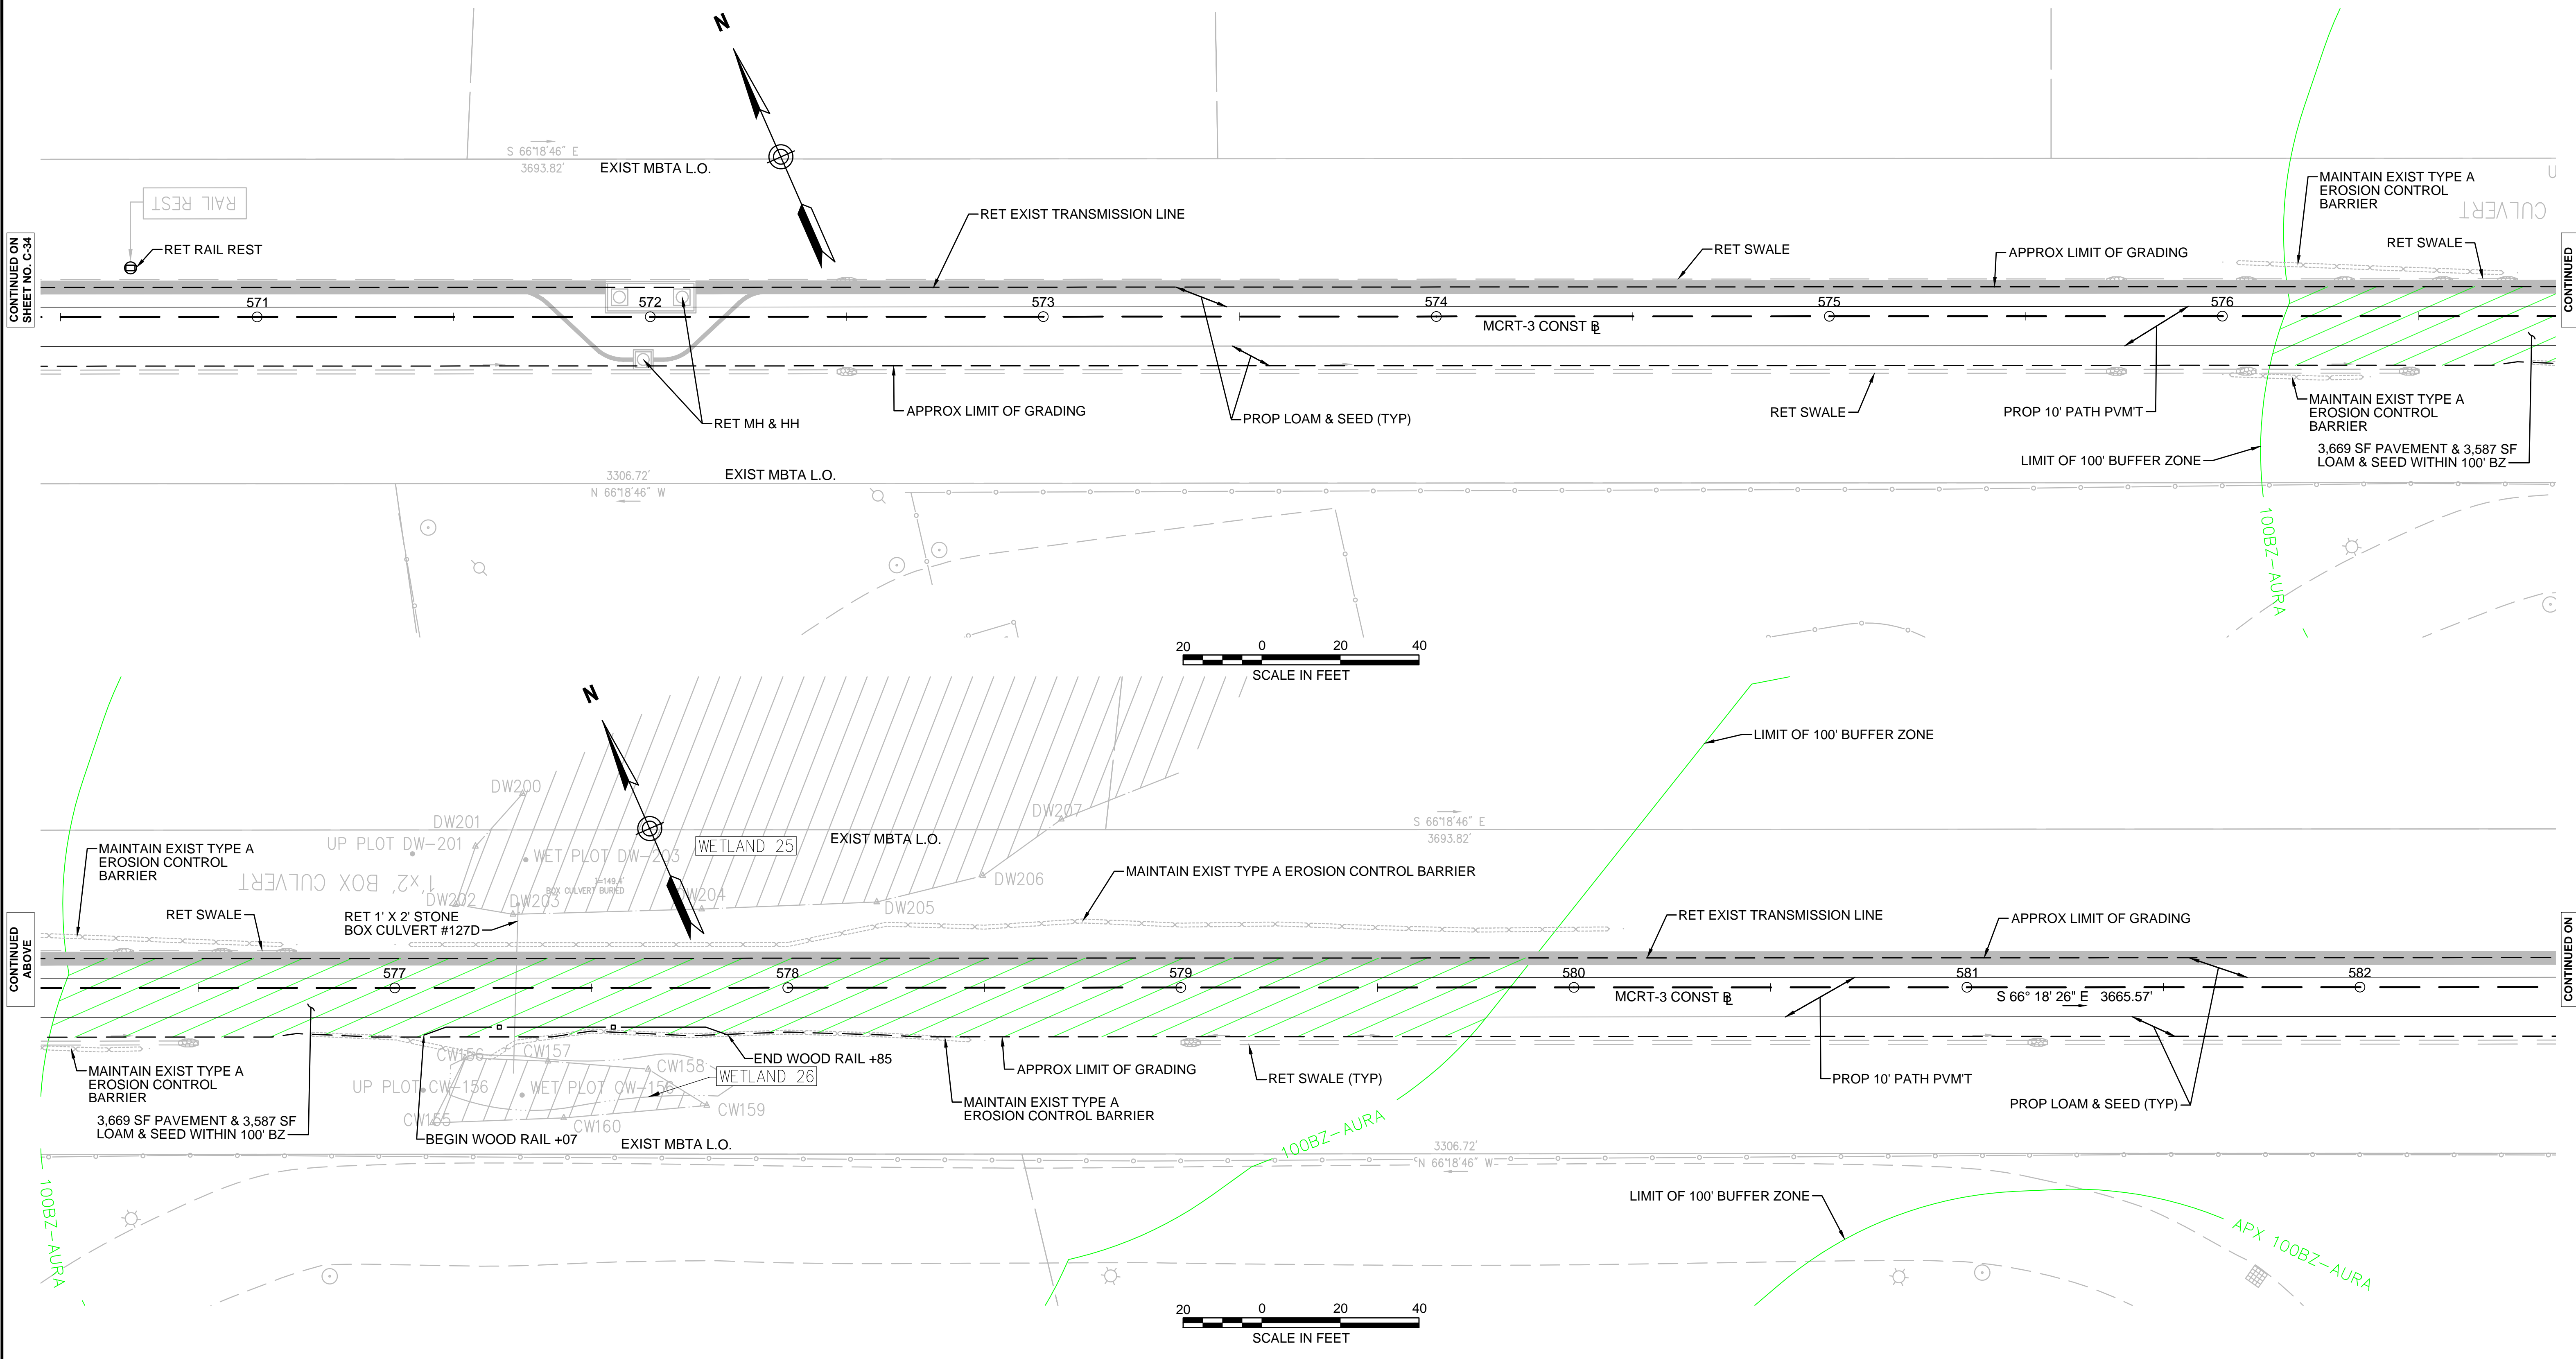 N
S 66°18'46" E
3693.82'
EXIST MBTA L.O.
RAIL REST
RET RAIL REST
CONTINUED ON
SHEET NO. C-34
RET EXIST TRANSMISSION LINE
RET SWALE
APPROX LIMIT OF GRADING
MAINTAIN EXIST TYPE A
EROSION CONTROL
BARRIER
CULVERT
RET SWALE
CONTINUED
571
572
573
574
575
576
MCRT-3 CONST BL
RET MH & HH
APPROX LIMIT OF GRADING
PROP LOAM & SEED (TYP)
RET SWALE
PROP 10' PATH PVM'T
MAINTAIN EXIST TYPE A
EROSION CONTROL
BARRIER
LIMIT OF 100' BUFFER ZONE
3,669 SF PAVEMENT & 3,587 SF
LOAM & SEED WITHIN 100' BZ
3306.72'
N 66°18'46" W
EXIST MBTA L.O.
100BZ-AURA
20 0 20 40
SCALE IN FEET
N
LIMIT OF 100' BUFFER ZONE
DW200
DW201
UP PLOT DW-201
WET PLOT DW-203
WETLAND 25
EXIST MBTA L.O.
DW207
S 66°18'46" E
3693.82'
MAINTAIN EXIST TYPE A
EROSION CONTROL
BARRIER
1'x2' BOX CULVERT
I=149.4'
BOX CULVERT BURIED
DW202
DW203
DW204
DW205
DW206
MAINTAIN EXIST TYPE A EROSION CONTROL BARRIER
RET SWALE
RET 1' X 2' STONE
BOX CULVERT #127D
RET EXIST TRANSMISSION LINE
APPROX LIMIT OF GRADING
CONTINUED
ABOVE
CONTINUED ON
577
578
579
580
581
582
MCRT-3 CONST BL
S 66° 18' 26" E 3665.57'
MAINTAIN EXIST TYPE A
EROSION CONTROL
BARRIER
3,669 SF PAVEMENT & 3,587 SF
LOAM & SEED WITHIN 100' BZ
CW156
CW157
CW158
END WOOD RAIL +85
UP PLOT CW-156
WET PLOT CW-156
WETLAND 26
CW155
CW160
CW159
BEGIN WOOD RAIL +07
EXIST MBTA L.O.
APPROX LIMIT OF GRADING
MAINTAIN EXIST TYPE A
EROSION CONTROL BARRIER
RET SWALE (TYP)
PROP 10' PATH PVM'T
PROP LOAM & SEED (TYP)
100BZ-AURA
3306.72'
N 66°18'46" W
LIMIT OF 100' BUFFER ZONE
100BZ-AURA
APX 100BZ-AURA
20 0 20 40
SCALE IN FEET